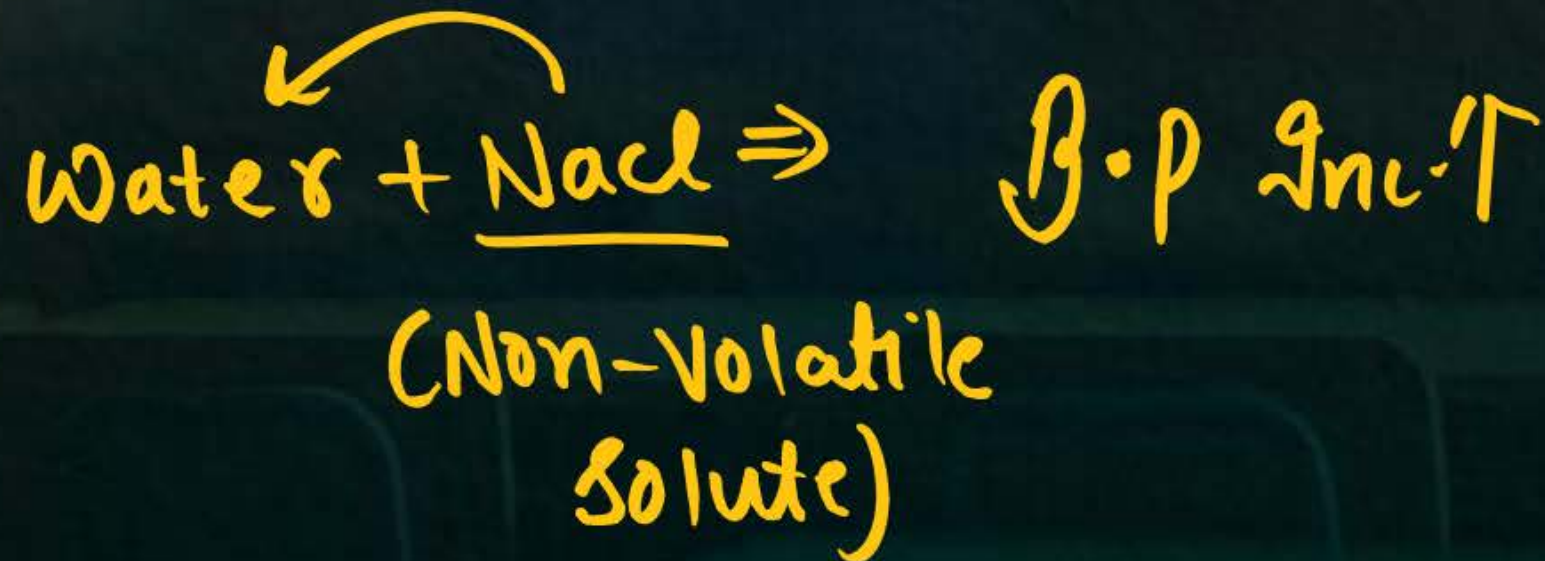 Water + Nacl ⇒ B.P Inc.↑
(Non-Volatile
Solute)